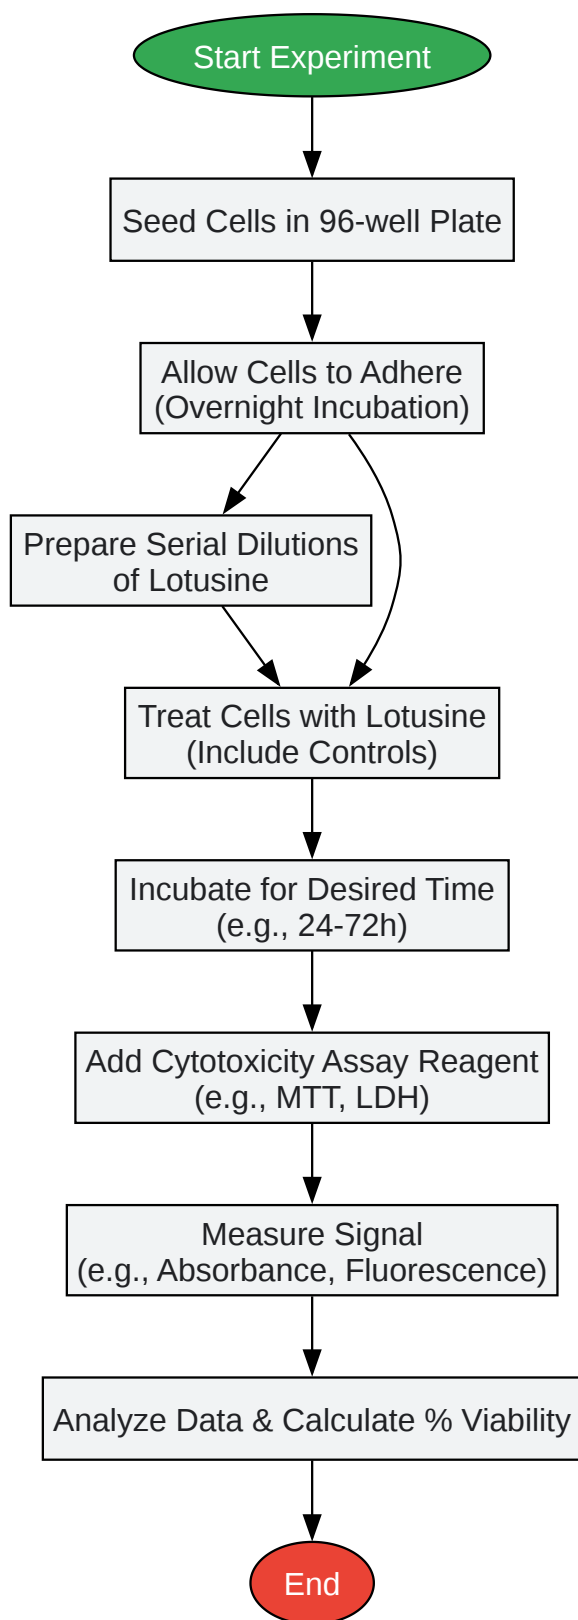 Start Experiment
Seed Cells in 96-well Plate
Allow Cells to Adhere
(Overnight Incubation)
Prepare Serial Dilutions
of Lotusine
Treat Cells with Lotusine
(Include Controls)
Incubate for Desired Time
(e.g., 24-72h)
Add Cytotoxicity Assay Reagent
(e.g., MTT, LDH)
Measure Signal
(e.g., Absorbance, Fluorescence)
Analyze Data & Calculate % Viability
End